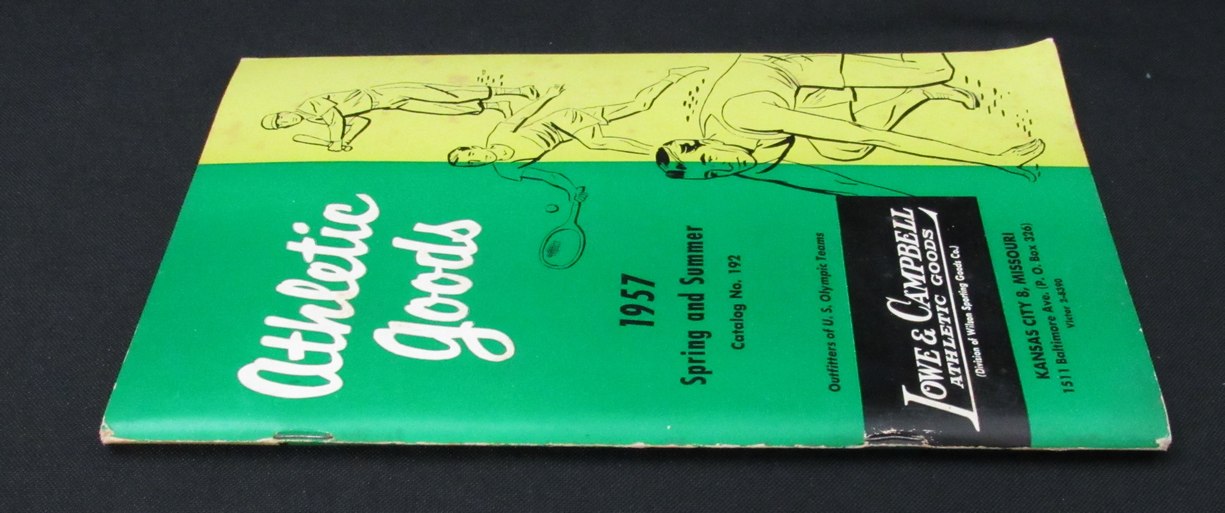 Athletic
Goods
1957
Spring and Summer
Catalog No. 192
Outfitters of U. S. Olympic Teams
LOWE & CAMPBELL
ATHLETIC GOODS
(Division of Wilson Sporting Goods Co.)
KANSAS CITY 8, MISSOURI
1511 Baltimore Ave. (P. O. Box 326)
Victor 2-8390